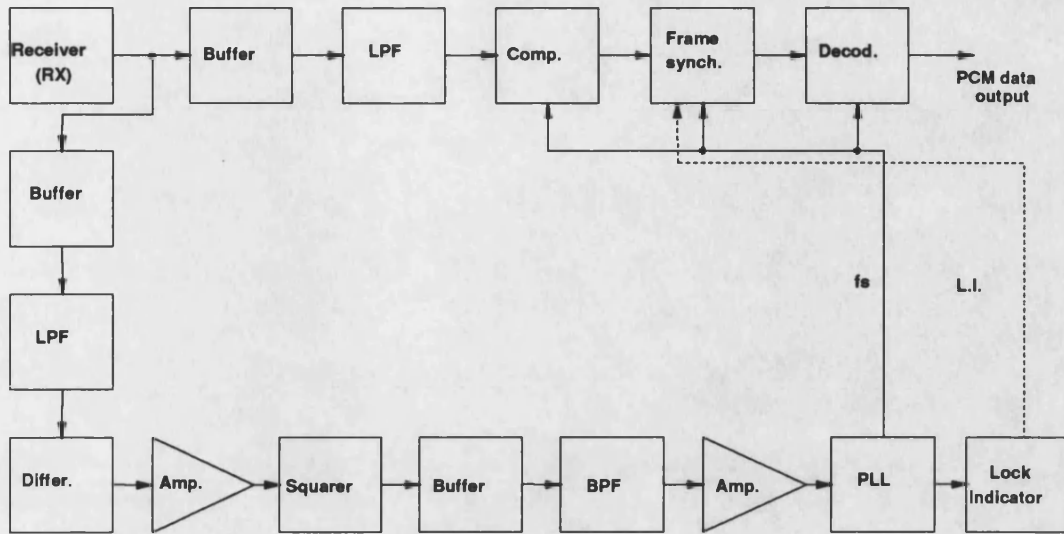 Receiver
(RX)
Buffer
LPF
Comp.
Frame
synch.
Decod.
PCM data
output
Buffer
LPF
fs
L.I.
Differ.
Amp.
Squarer
Buffer
BPF
Amp.
PLL
Lock
Indicator